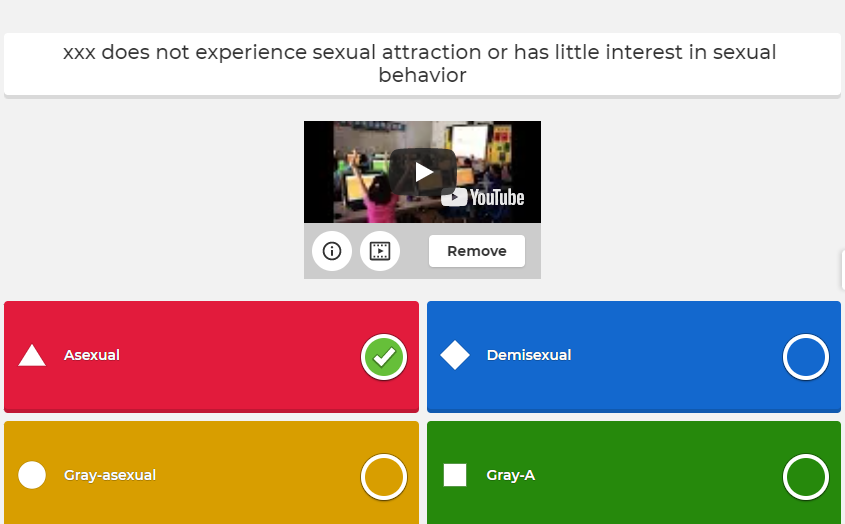 xxx does not experience sexual attraction or has little interest in sexual
behavior
YouTube
Remove
Asexual
Demisexual
Gray-asexual
Gray-A